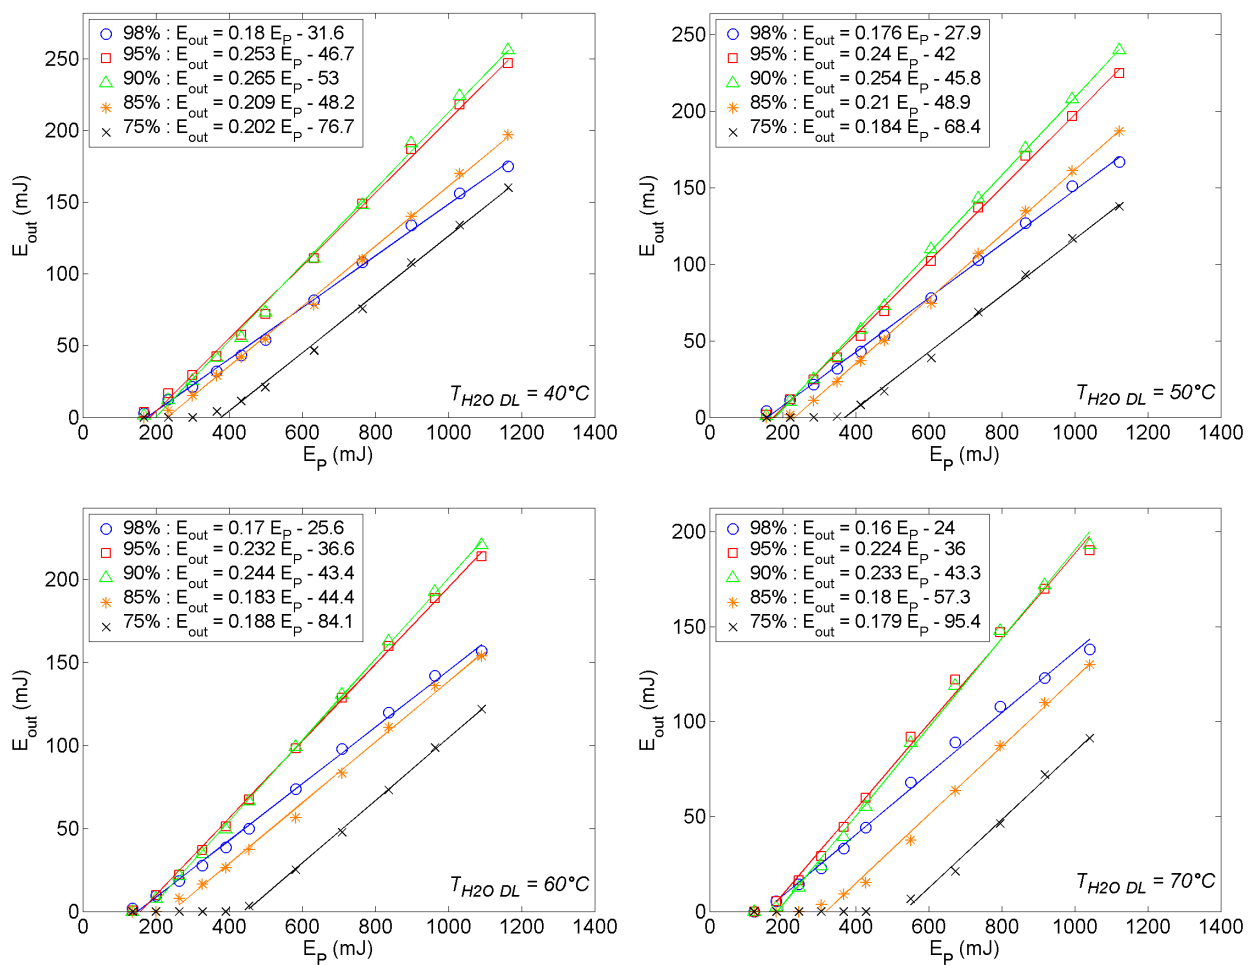 98% : E_out = 0.18 E_P - 31.6
95% : E_out = 0.253 E_P - 46.7
90% : E_out = 0.265 E_P - 53
85% : E_out = 0.209 E_P - 48.2
75% : E_out = 0.202 E_P - 76.7
250
200
150
100
50
0
E_out (mJ)
T_H2O DL = 40°C
0 200 400 600 800 1000 1200 1400
E_P (mJ)
98% : E_out = 0.176 E_P - 27.9
95% : E_out = 0.24 E_P - 42
90% : E_out = 0.254 E_P - 45.8
85% : E_out = 0.21 E_P - 48.9
75% : E_out = 0.184 E_P - 68.4
250
200
150
100
50
0
E_out (mJ)
T_H2O DL = 50°C
0 200 400 600 800 1000 1200 1400
E_P (mJ)
98% : E_out = 0.17 E_P - 25.6
95% : E_out = 0.232 E_P - 36.6
90% : E_out = 0.244 E_P - 43.4
85% : E_out = 0.183 E_P - 44.4
75% : E_out = 0.188 E_P - 84.1
200
150
100
50
0
E_out (mJ)
T_H2O DL = 60°C
0 200 400 600 800 1000 1200 1400
E_P (mJ)
98% : E_out = 0.16 E_P - 24
95% : E_out = 0.224 E_P - 36
90% : E_out = 0.233 E_P - 43.3
85% : E_out = 0.18 E_P - 57.3
75% : E_out = 0.179 E_P - 95.4
200
150
100
50
0
E_out (mJ)
T_H2O DL = 70°C
0 200 400 600 800 1000 1200 1400
E_P (mJ)